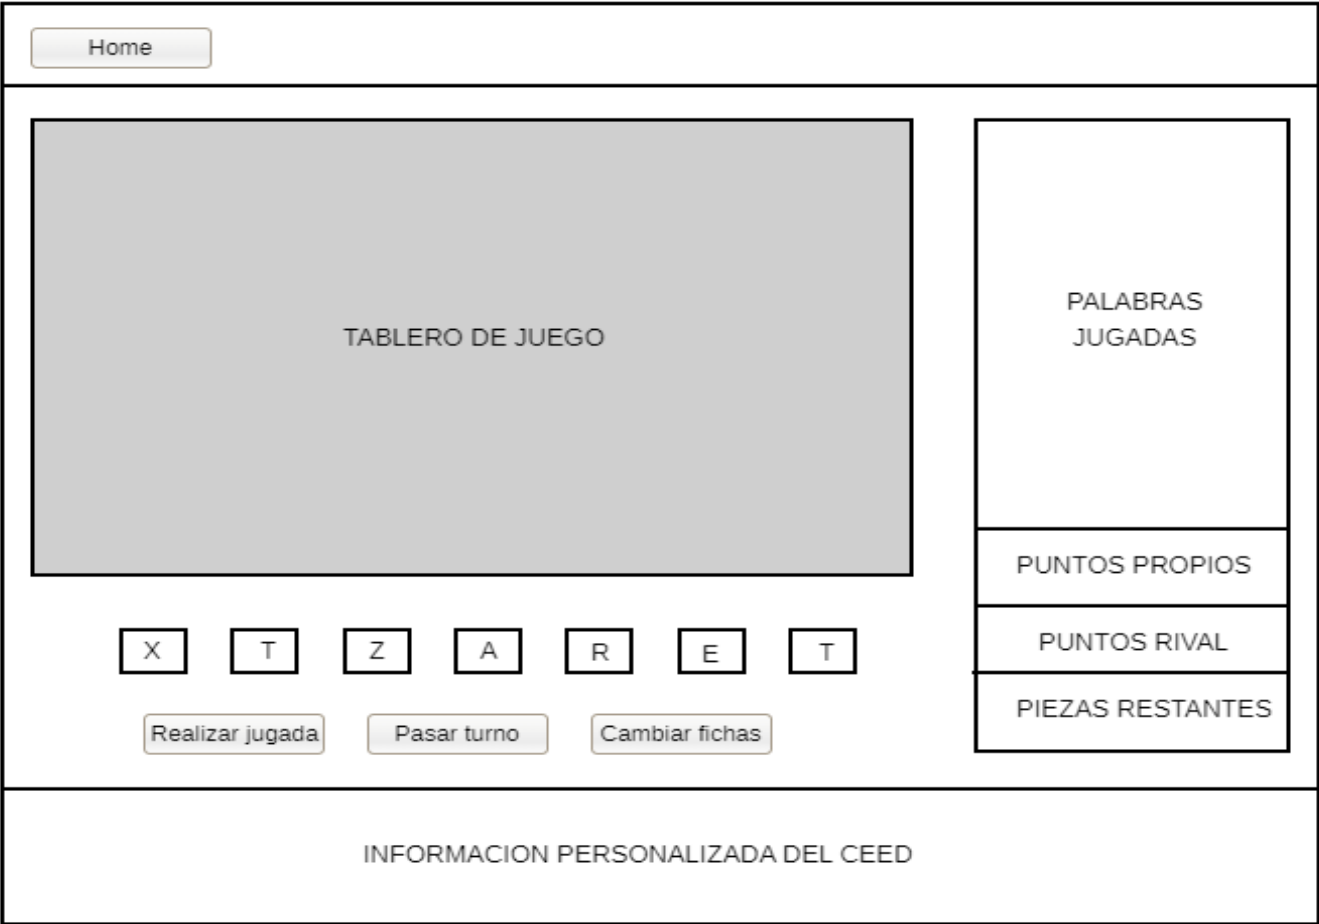 Home
TABLERO DE JUEGO
PALABRAS
JUGADAS
PUNTOS PROPIOS
PUNTOS RIVAL
PIEZAS RESTANTES
X T Z A R E T
Realizar jugada Pasar turno Cambiar fichas
INFORMACION PERSONALIZADA DEL CEED